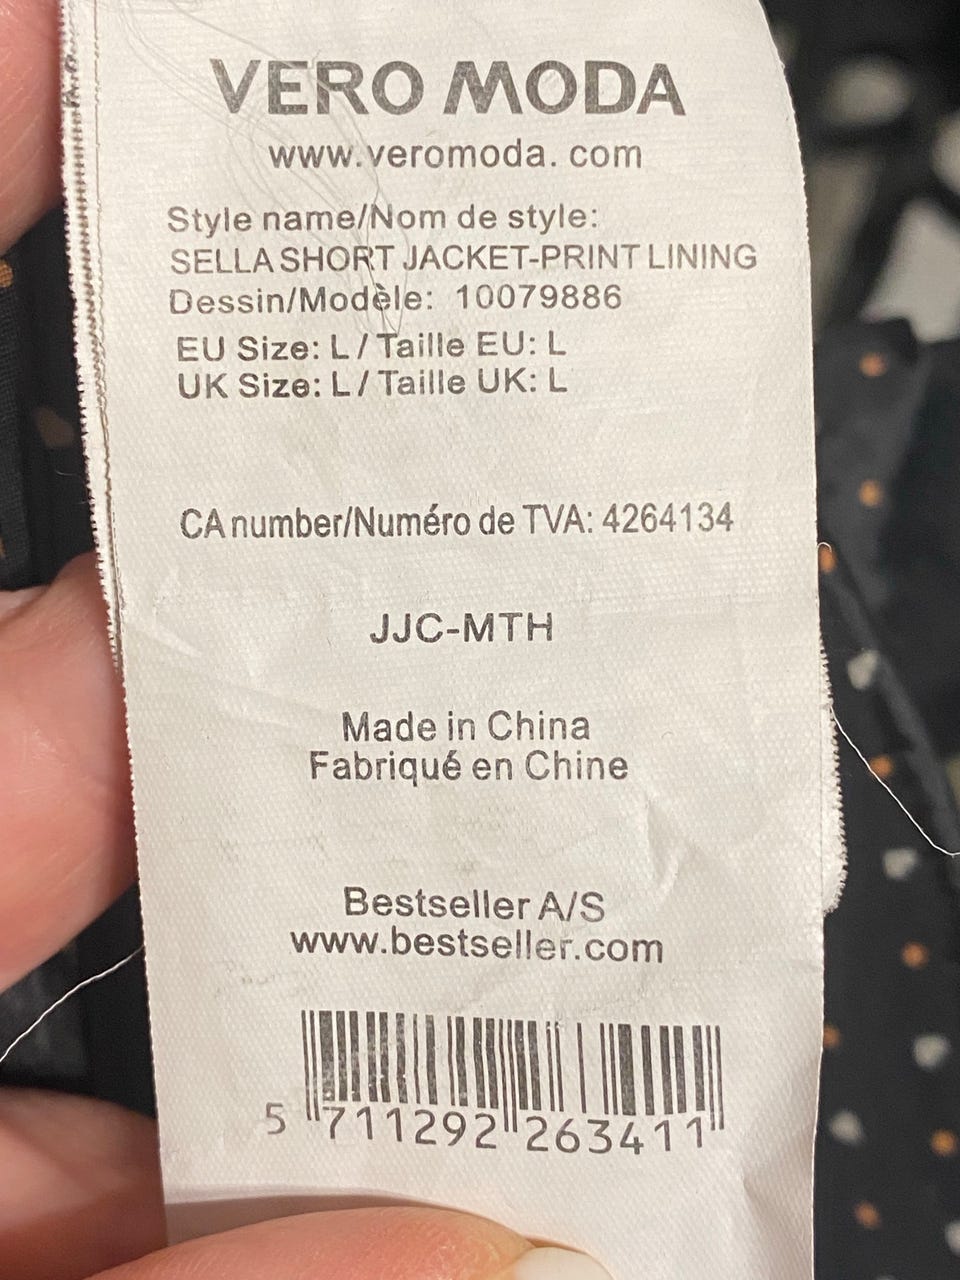 VERO MODA
www.veromoda. com
Style name/Nom de style:
SELLA SHORT JACKET-PRINT LINING
Dessin/Modèle: 10079886
EU Size: L / Taille EU: L
UK Size: L / Taille UK: L
CA number/Numéro de TVA: 4264134
JJC-MTH
Made in China
Fabriqué en Chine
Bestseller A/S
www.bestseller.com
5 711292 263411